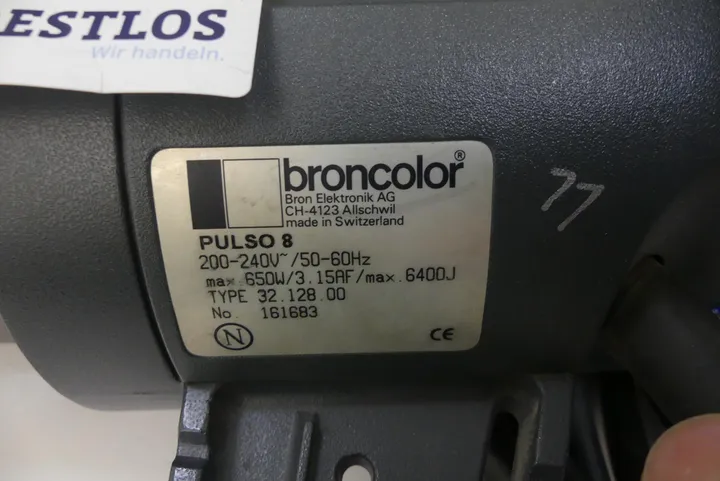 ESTLOS
Wir handeln.
broncolor®
Bron Elektronik AG
CH-4123 Allschwil
made in Switzerland
PULSO 8
200-240V~/50-60Hz
max.650W/3.15AF/max.6400J
TYPE 32.128.00
No. 161683
N
CE
77